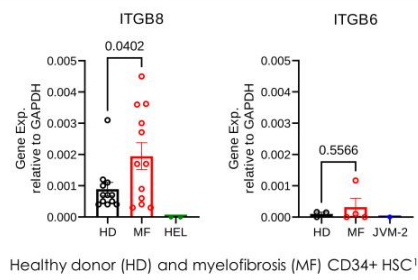 ITGB8
0.0402
Gene Exp.
relative to GAPDH
0.005
0.004
0.003
0.002
0.001
0.000
HD MF HEL
ITGB6
0.5566
Gene Exp.
relative to GAPDH
0.005
0.004
0.003
0.002
0.001
0.000
HD MF JVM-2
Healthy donor (HD) and myelofibrosis (MF) CD34+ HSC¹